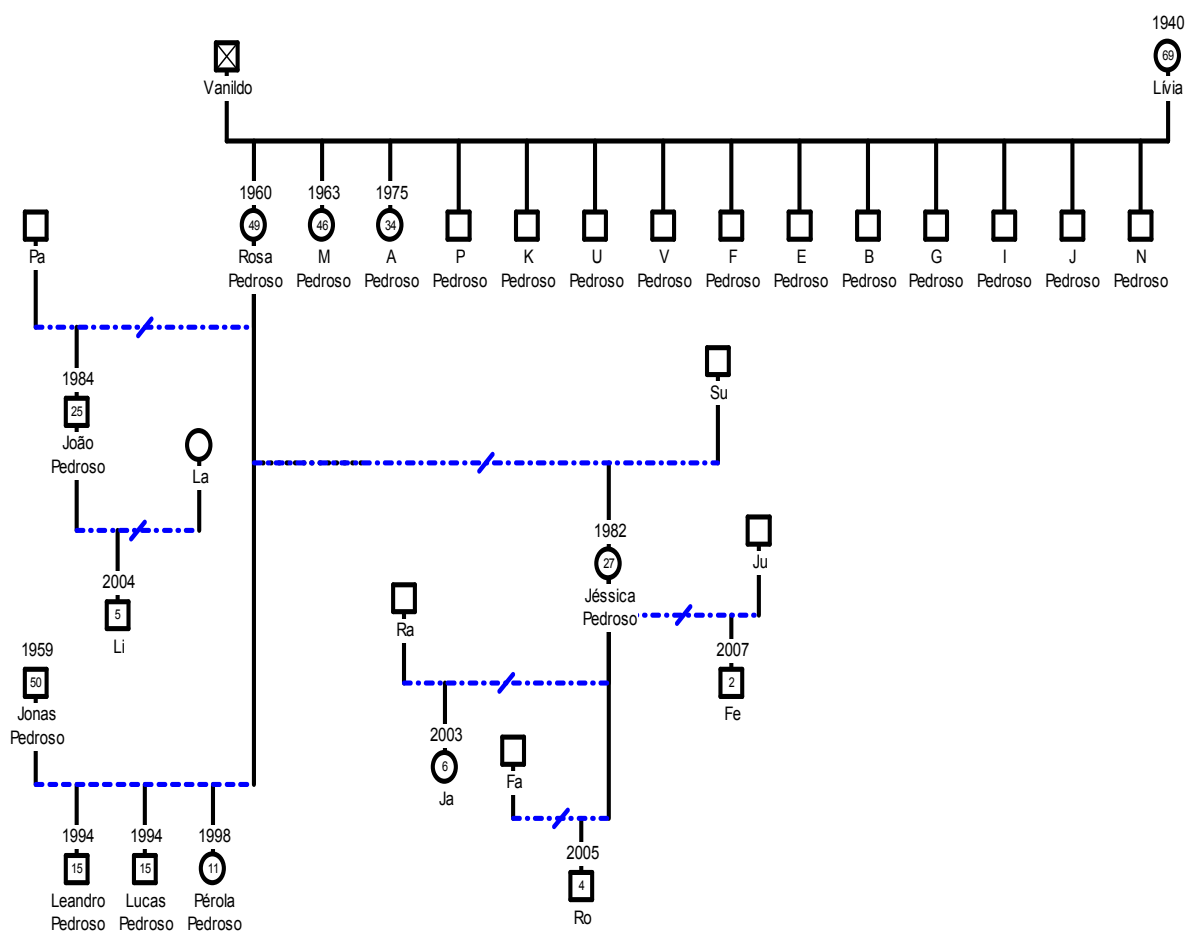 1940
69
Vanildo
Lívia
1960
1963
1975
49
46
34
Pa
Rosa
Pedroso
M
Pedroso
A
Pedroso
P
Pedroso
K
Pedroso
U
Pedroso
V
Pedroso
F
Pedroso
E
Pedroso
B
Pedroso
G
Pedroso
I
Pedroso
J
Pedroso
N
Pedroso
1984
25
João
Pedroso
Su
La
1982
27
Jéssica
Pedroso
Ju
2004
5
Li
Ra
2007
2
Fe
1959
50
Jonas
Pedroso
2003
6
Ja
Fa
1994
15
Leandro
Pedroso
1994
15
Lucas
Pedroso
1998
11
Pérola
Pedroso
2005
4
Ro